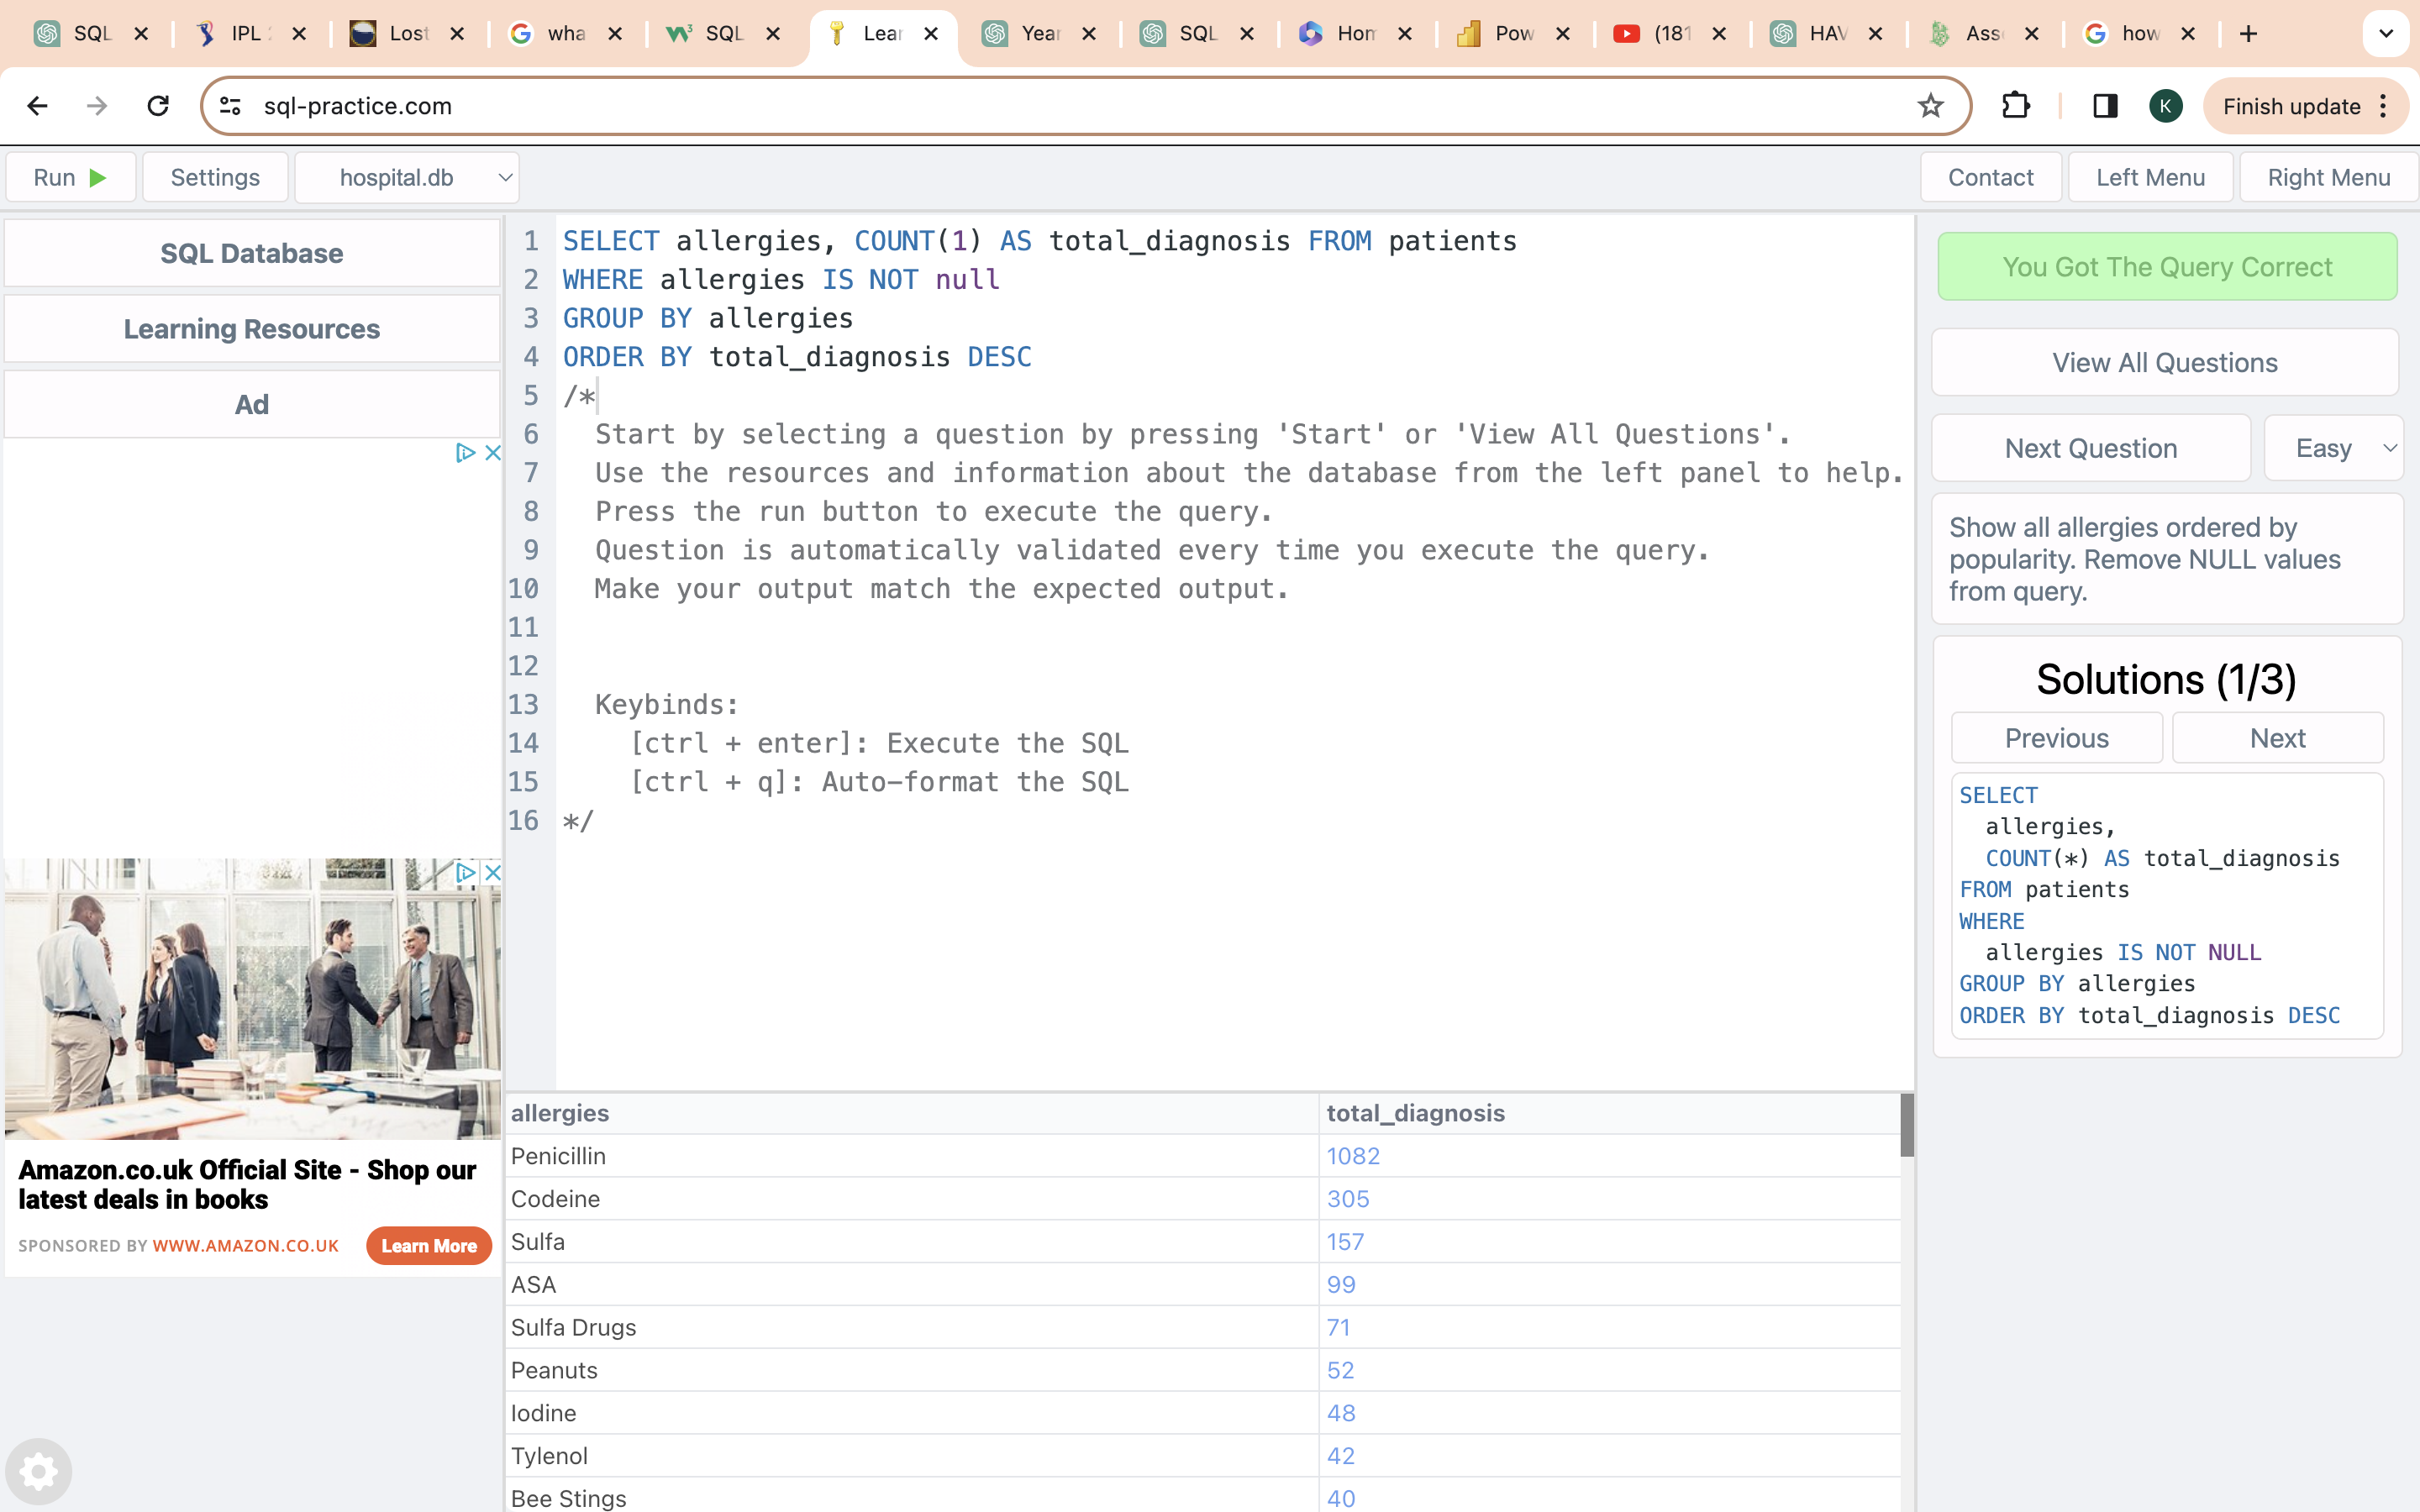 SQL
IPL 2
Lost
wha
SQL
Lear
Year
SQL
Hom
Pow
(181
HAV
Asse
how
sql-practice.com
K
Finish update
Run
Settings
hospital.db
Contact
Left Menu
Right Menu
SQL Database
Learning Resources
Ad
1 SELECT allergies, COUNT(1) AS total_diagnosis FROM patients
2 WHERE allergies IS NOT null
3 GROUP BY allergies
4 ORDER BY total_diagnosis DESC
5 /*
6 Start by selecting a question by pressing 'Start' or 'View All Questions'.
7 Use the resources and information about the database from the left panel to help.
8 Press the run button to execute the query.
9 Question is automatically validated every time you execute the query.
10 Make your output match the expected output.
11
12
13 Keybinds:
14 [ctrl + enter]: Execute the SQL
15 [ctrl + q]: Auto-format the SQL
16 */
Amazon.co.uk Official Site - Shop our
latest deals in books
SPONSORED BY WWW.AMAZON.CO.UK
Learn More
allergies total_diagnosis
Penicillin 1082
Codeine 305
Sulfa 157
ASA 99
Sulfa Drugs 71
Peanuts 52
Iodine 48
Tylenol 42
Bee Stings 40
You Got The Query Correct
View All Questions
Next Question
Easy
Show all allergies ordered by
popularity. Remove NULL values
from query.
Solutions (1/3)
Previous
Next
SELECT
allergies,
COUNT(*) AS total_diagnosis
FROM patients
WHERE
allergies IS NOT NULL
GROUP BY allergies
ORDER BY total_diagnosis DESC